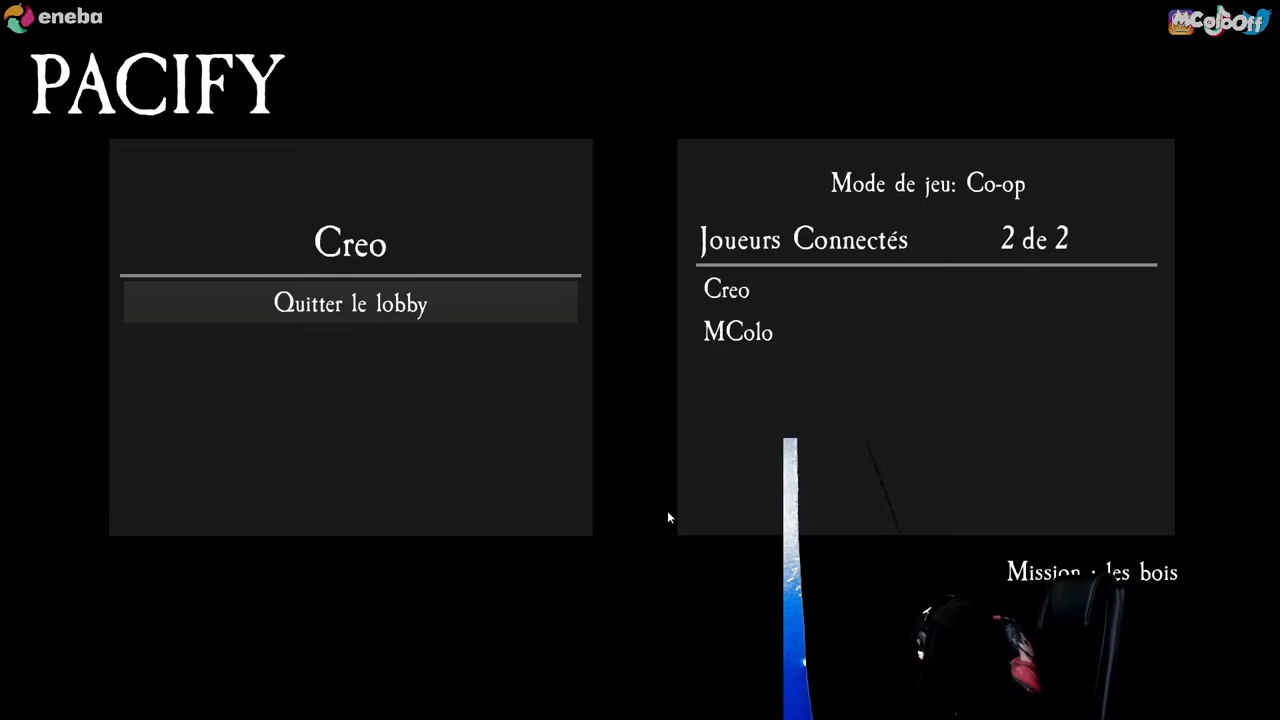 eneba
MColoOff
PACIFY
Creo
Quitter le lobby
Mode de jeu: Co-op
Joueurs Connectés 2 de 2
Creo
MColo
Mission : les bois